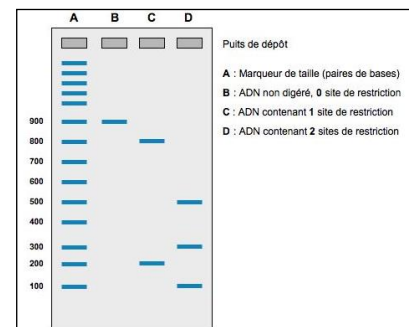 A B C D
Puits de dépôt
A : Marqueur de taille (paires de bases)
B : ADN non digéré, 0 site de restriction
C : ADN contenant 1 site de restriction
D : ADN contenant 2 sites de restriction
900
800
700
600
500
400
300
200
100